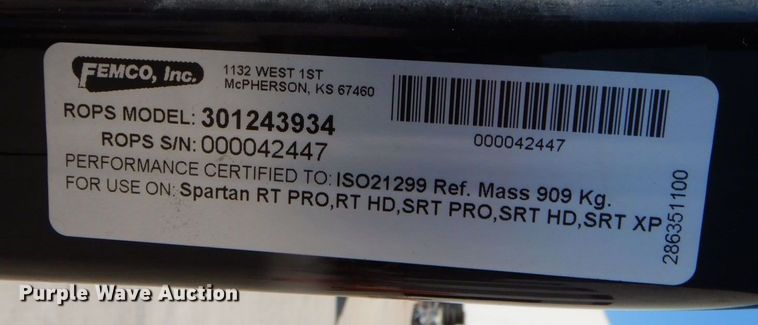 FEMCO, Inc.
1132 WEST 1ST
McPHERSON, KS 67460
ROPS MODEL: 301243934
ROPS S/N: 000042447
000042447
PERFORMANCE CERTIFIED TO: ISO21299 Ref. Mass 909 Kg.
FOR USE ON: Spartan RT PRO,RT HD,SRT PRO,SRT HD,SRT XP
286351100
Purple Wave Auction